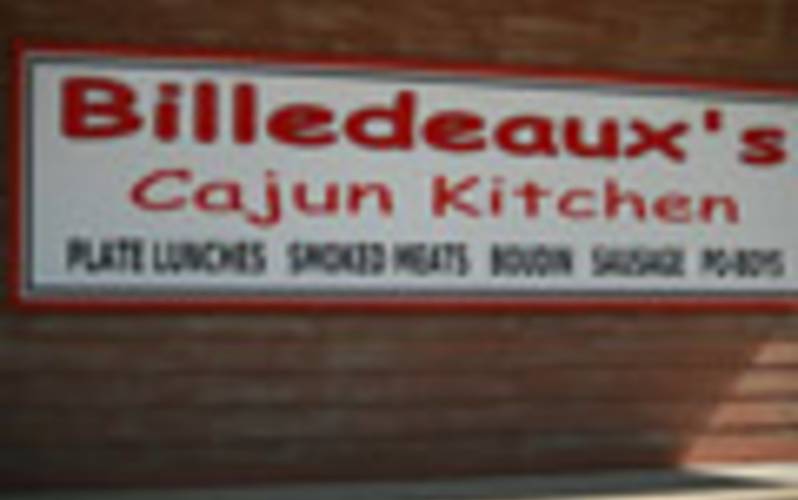 Billedeaux's
Cajun Kitchen
PLATE LUNCHES SMOKED MEATS BOUDIN SAUSAGE PO-BOYS